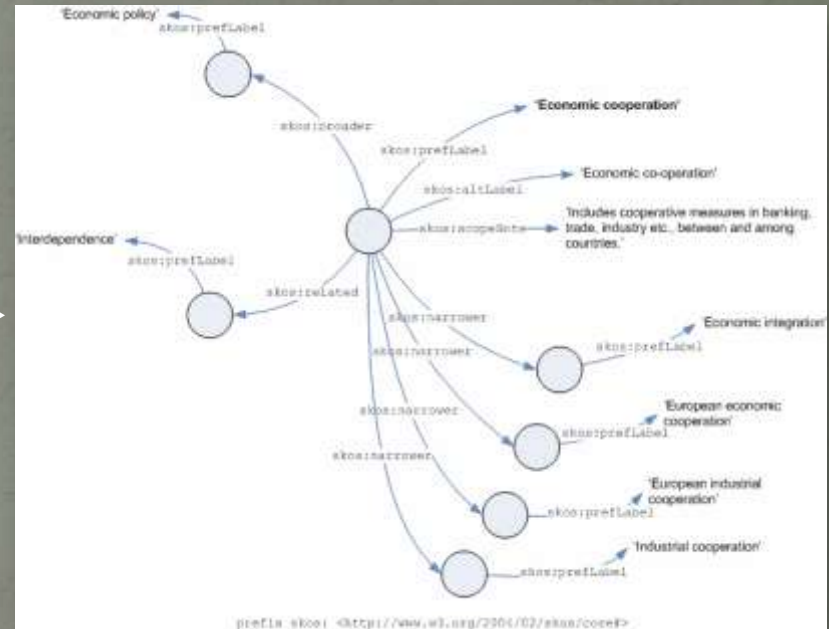 'Economic policy'
skos:prefLabel
skos:broader
'Economic cooperation'
skos:prefLabel
'Economic co-operation'
skos:altLabel
'Includes cooperative measures in banking,
trade, industry etc., between and among
countries.'
skos:scopeNote
'Interdependence'
skos:prefLabel
skos:related
skos:narrower
'Economic integration'
skos:prefLabel
skos:narrower
'European economic
cooperation'
skos:prefLabel
skos:narrower
'European industrial
cooperation'
skos:prefLabel
skos:narrower
'Industrial cooperation'
skos:prefLabel
prefix skos: <http://www.w3.org/2004/02/skos/core#>